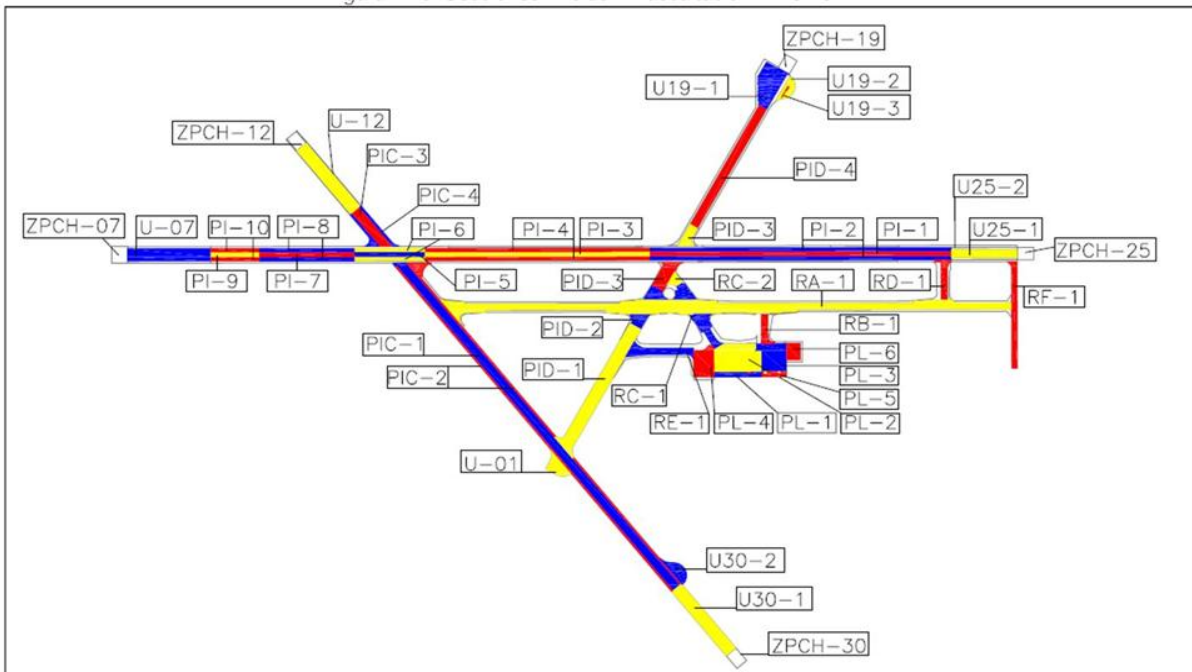 ZPCH-19
U19-2
U19-1
U19-3
ZPCH-12
U-12
PIC-3
PID-4
PIC-4
U25-2
ZPCH-07
U-07
PI-10
PI-8
PI-6
PI-4
PI-3
PID-3
PI-2
PI-1
U25-1
ZPCH-25
PI-9
PI-7
PI-5
PID-3
RC-2
RA-1
RD-1
RF-1
PID-2
RB-1
PIC-1
PL-6
PID-1
PL-3
PIC-2
RC-1
PL-5
RE-1
PL-4
PL-1
PL-2
U-01
U30-2
U30-1
ZPCH-30